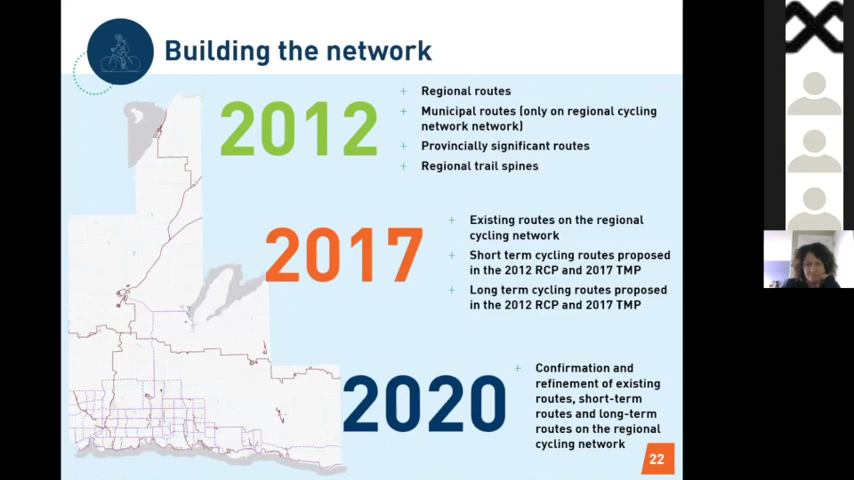 Building the network
2012
+ Regional routes
+ Municipal routes (only on regional cycling
network network)
+ Provincially significant routes
+ Regional trail spines
2017
+ Existing routes on the regional
cycling network
+ Short term cycling routes proposed
in the 2012 RCP and 2017 TMP
+ Long term cycling routes proposed
in the 2012 RCP and 2017 TMP
2020
+ Confirmation and
refinement of existing
routes, short-term
routes and long-term
routes on the regional
cycling network
22